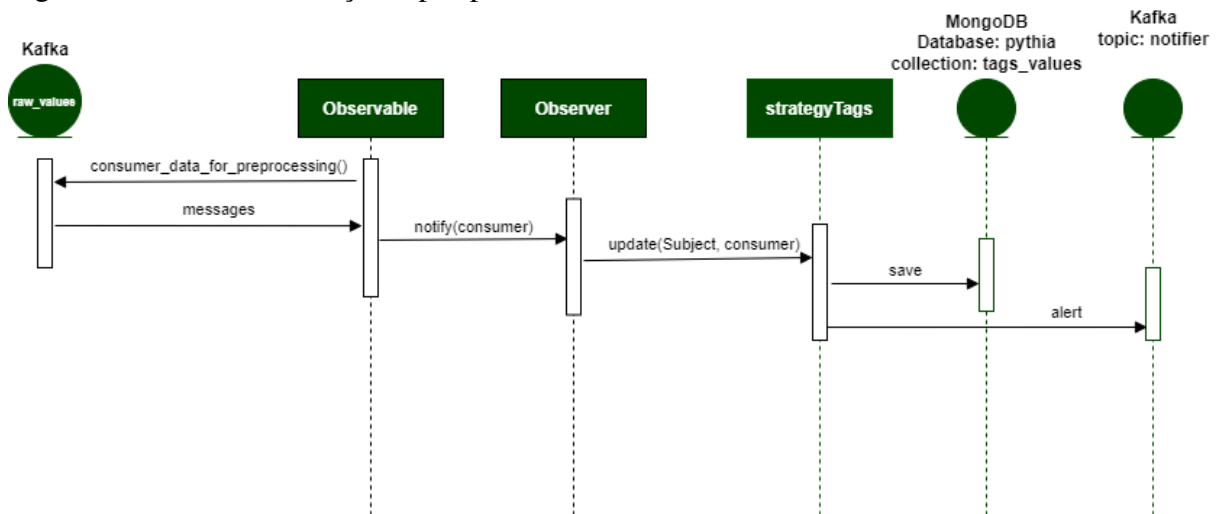 Kafka
raw_values
Observable
Observer
strategyTags
MongoDB
Database: pythia
collection: tags_values
Kafka
topic: notifier
consumer_data_for_preprocessing()
messages
notify(consumer)
update(Subject, consumer)
save
alert